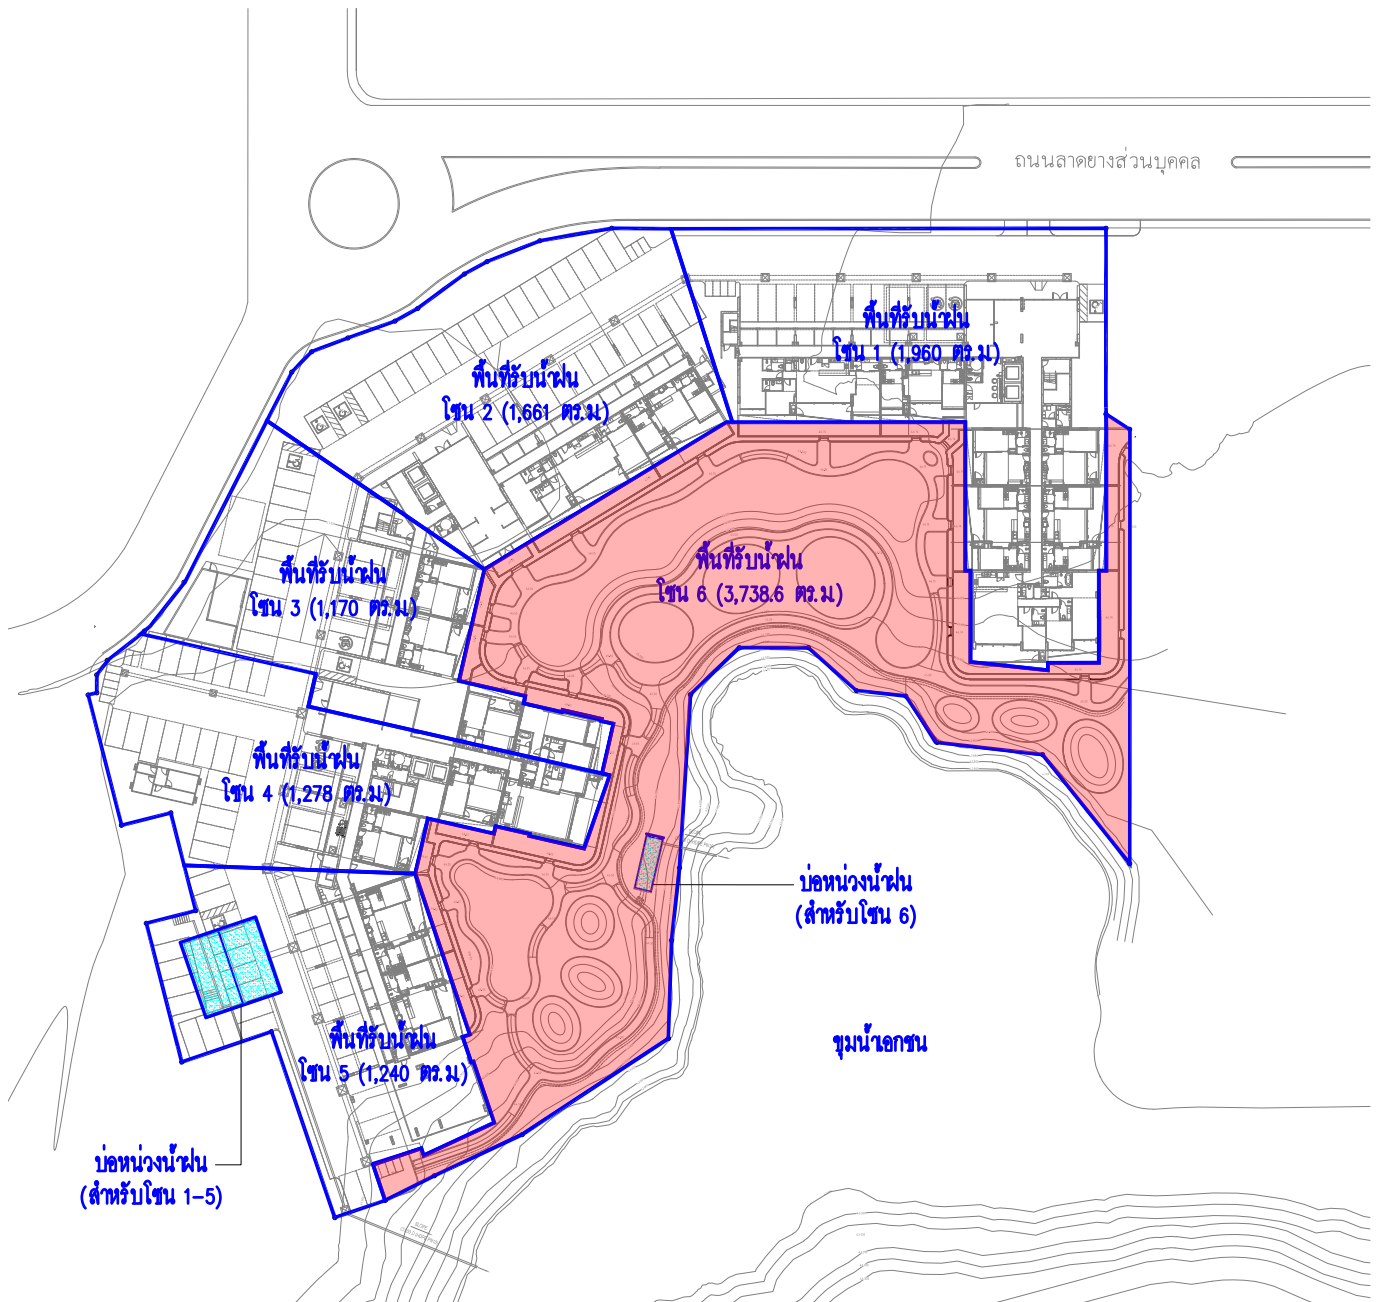 ถนนลาดยางส่วนบุคคล
พื้นที่รับน้ำฝน
โซน 1 (1,960 ตร.ม.)
พื้นที่รับน้ำฝน
โซน 2 (1,661 ตร.ม.)
พื้นที่รับน้ำฝน
โซน 3 (1,170 ตร.ม.)
พื้นที่รับน้ำฝน
โซน 6 (3,738.6 ตร.ม.)
พื้นที่รับน้ำฝน
โซน 4 (1,278 ตร.ม.)
บ่อหน่วงน้ำฝน
(สำหรับโซน 6)
พื้นที่รับน้ำฝน
โซน 5 (1,240 ตร.ม.)
ขุมน้ำเอกชน
บ่อหน่วงน้ำฝน
(สำหรับโซน 1-5)
SLOPE